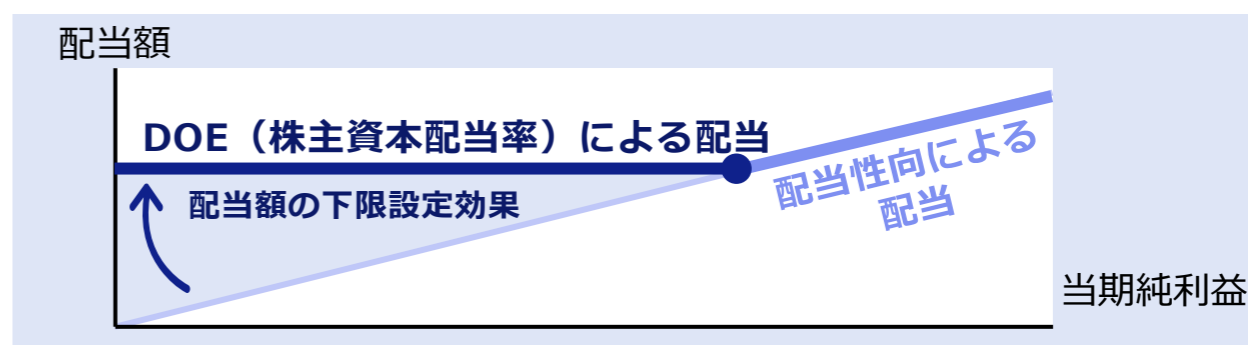 配当額
DOE（株主資本配当率）による配当
配当額の下限設定効果
配当性向による
配当
当期純利益